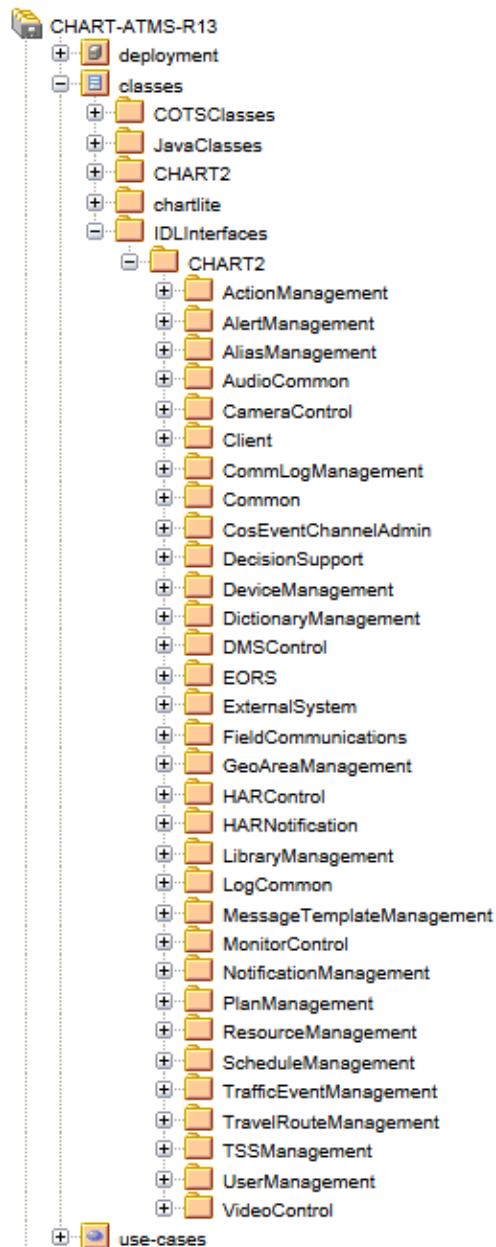 CHART-ATMS-R13
deployment
classes
COTSClasses
JavaClasses
CHART2
chartlite
IDLInterfaces
CHART2
ActionManagement
AlertManagement
AliasManagement
AudioCommon
CameraControl
Client
CommLogManagement
Common
CosEventChannelAdmin
DecisionSupport
DeviceManagement
DictionaryManagement
DMSControl
EORS
ExternalSystem
FieldCommunications
GeoAreaManagement
HARControl
HARNotification
LibraryManagement
LogCommon
MessageTemplateManagement
MonitorControl
NotificationManagement
PlanManagement
ResourceManagement
ScheduleManagement
TrafficEventManagement
TravelRouteManagement
TSSManagement
UserManagement
VideoControl
use-cases